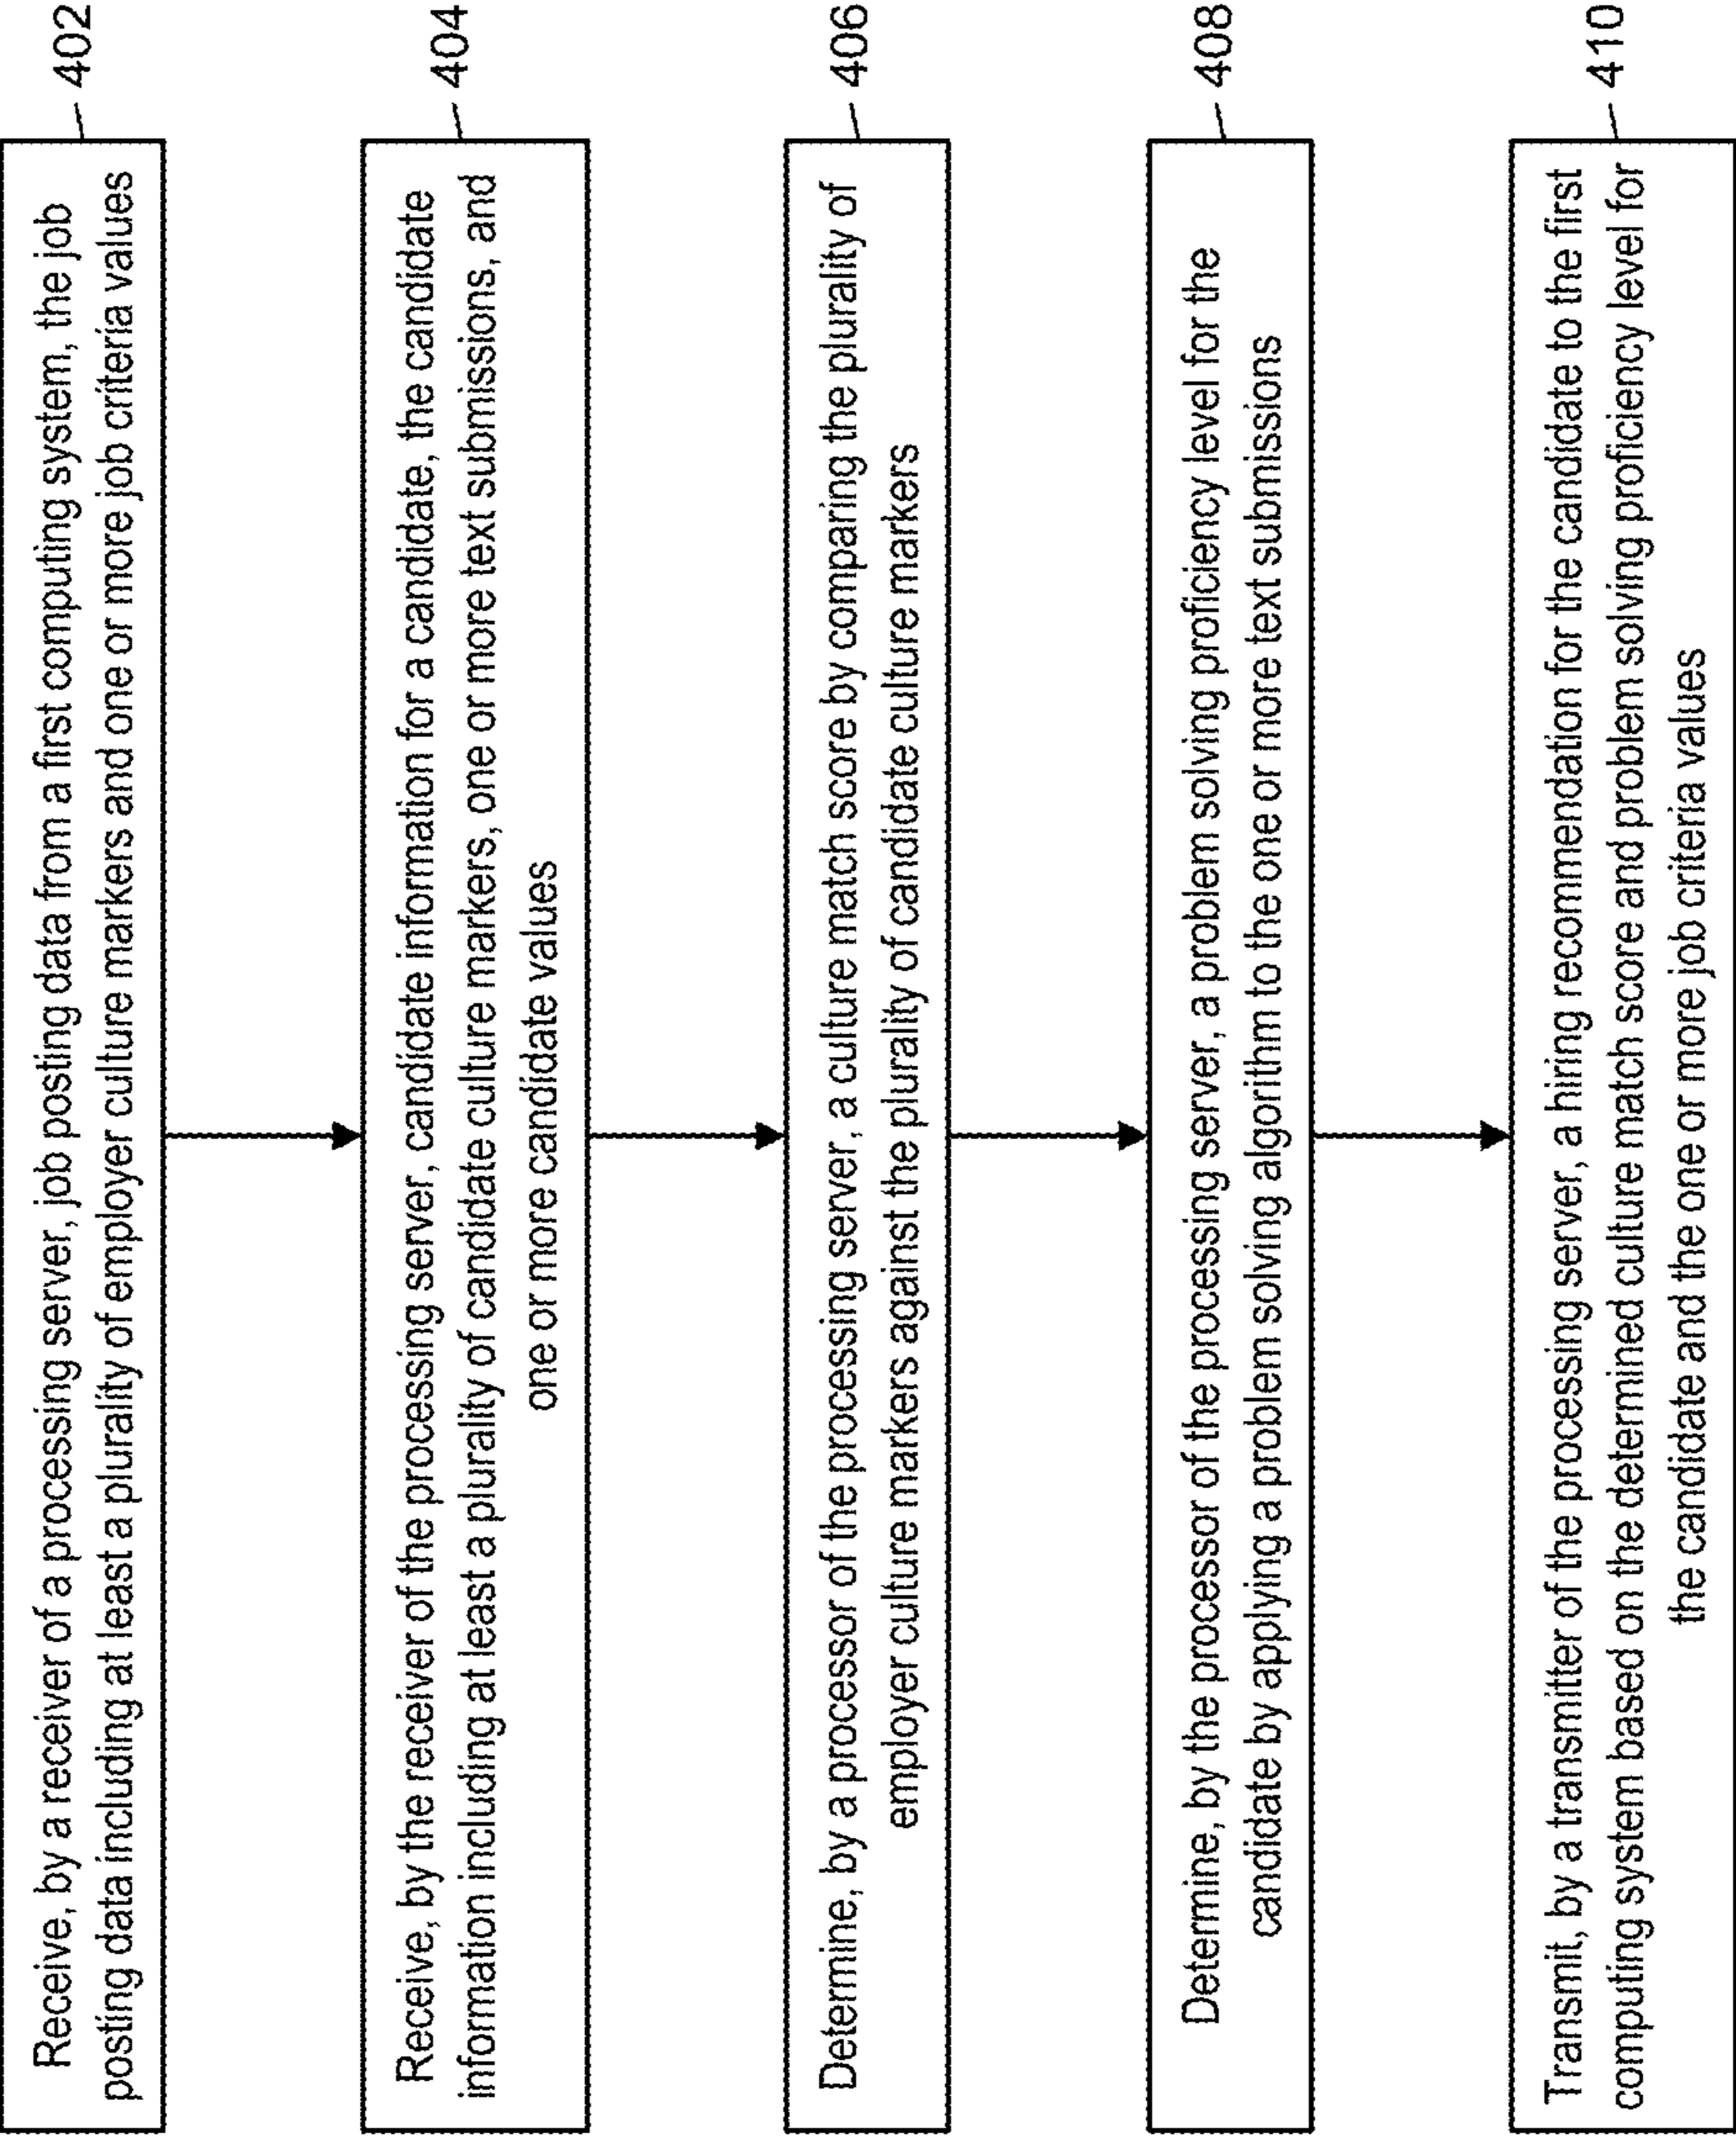 Receive, by a receiver of a processing server, job posting data from a first computing system, the job
posting data including at least a plurality of employer culture markers and one or more job criteria values
402
Receive, by the receiver of the processing server, candidate information for a candidate, the candidate
information including at least a plurality of candidate culture markers, one or more text submissions, and
one or more candidate values
404
Determine, by a processor of the processing server, a culture match score by comparing the plurality of
employer culture markers against the plurality of candidate culture markers
406
Determine, by the processor of the processing server, a problem solving proficiency level for the
candidate by applying a problem solving algorithm to the one or more text submissions
408
Transmit, by a transmitter of the processing server, a hiring recommendation for the candidate to the first
computing system based on the determined culture match score and problem solving proficiency level for
the candidate and the one or more job criteria values
410